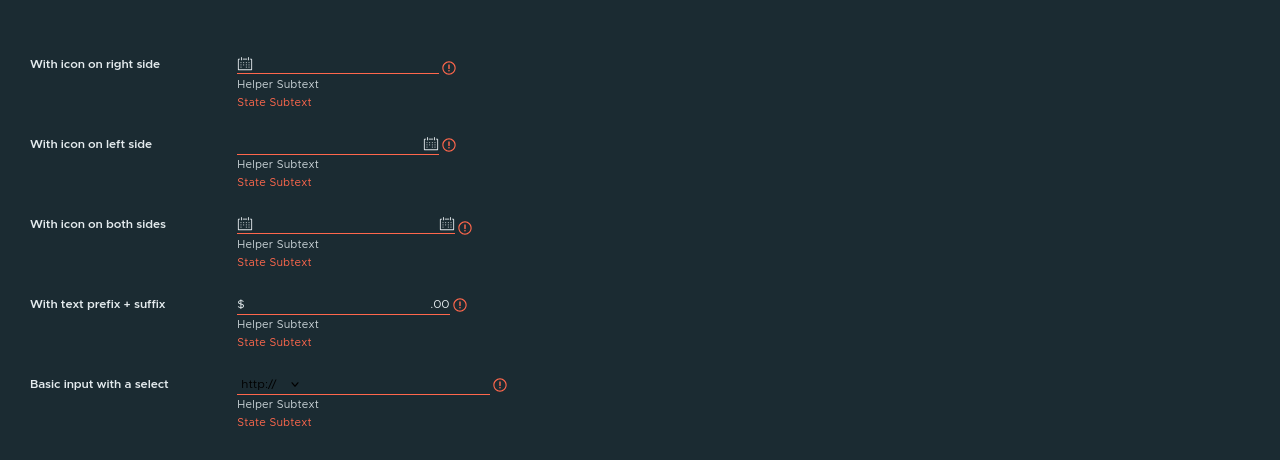 With icon on right side
Helper Subtext
State Subtext
With icon on left side
Helper Subtext
State Subtext
With icon on both sides
Helper Subtext
State Subtext
With text prefix + suffix $ .00
Helper Subtext
State Subtext
Basic input with a select http://
Helper Subtext
State Subtext